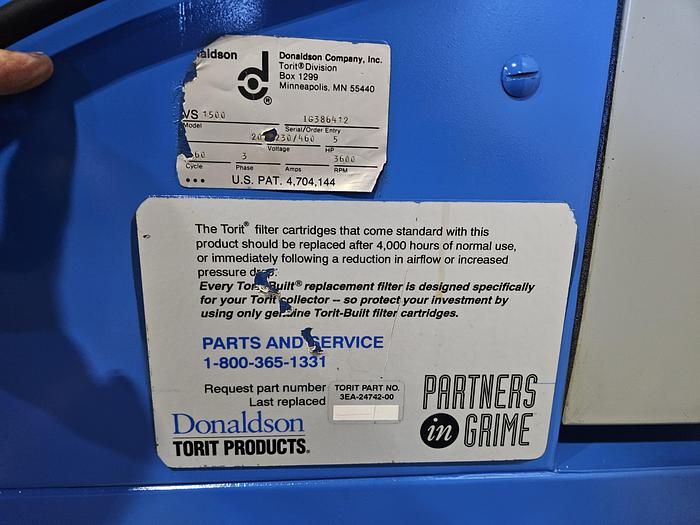 aldson
Donaldson Company, Inc.
Torit® Division
Box 1299
Minneapolis, MN 55440
d®
VS 1500
IG386412
Model
Serial/Order Entry
20 230/460 5
Voltage HP
60 3 3600
Cycle Phase Amps RPM
••• U.S. PAT. 4,704,144
The Torit® filter cartridges that come standard with this
product should be replaced after 4,000 hours of normal use,
or immediately following a reduction in airflow or increased
pressure d p.
Every Tor Built® replacement filter is designed specifically
for your Torit collector -- so protect your investment by
using only genuine Torit-Built filter cartridges.
PARTS AND SERVICE
1-800-365-1331
Request part number
Last replaced
TORIT PART NO.
3EA-24742-00
Donaldson
TORIT PRODUCTS.
PARTNERS
in GRIME